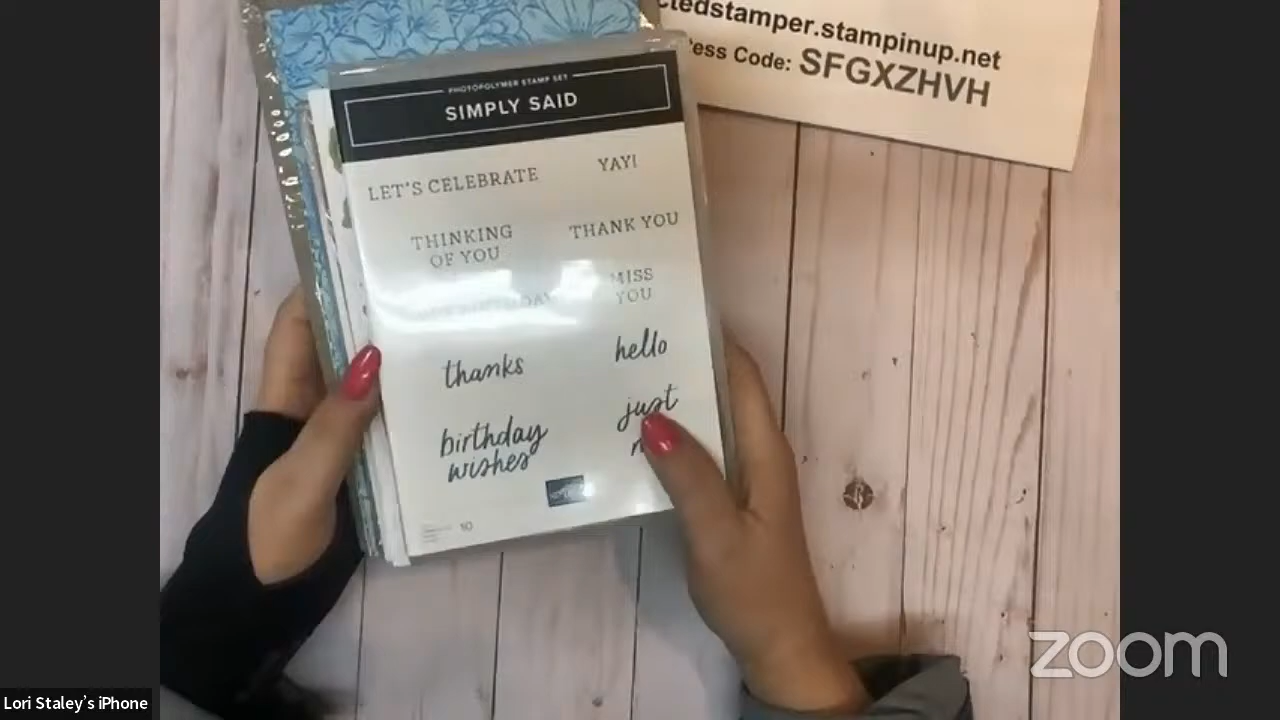 ctedstamper.stampinup.net
ess Code: SFGXZHVH
PHOTOPOLYMER STAMP SET
SIMPLY SAID
LET'S CELEBRATE
YAY!
THINKING
OF YOU
THANK YOU
MISS
YOU
thanks
hello
birthday
wishes
just
10
zoom
Lori Staley's iPhone